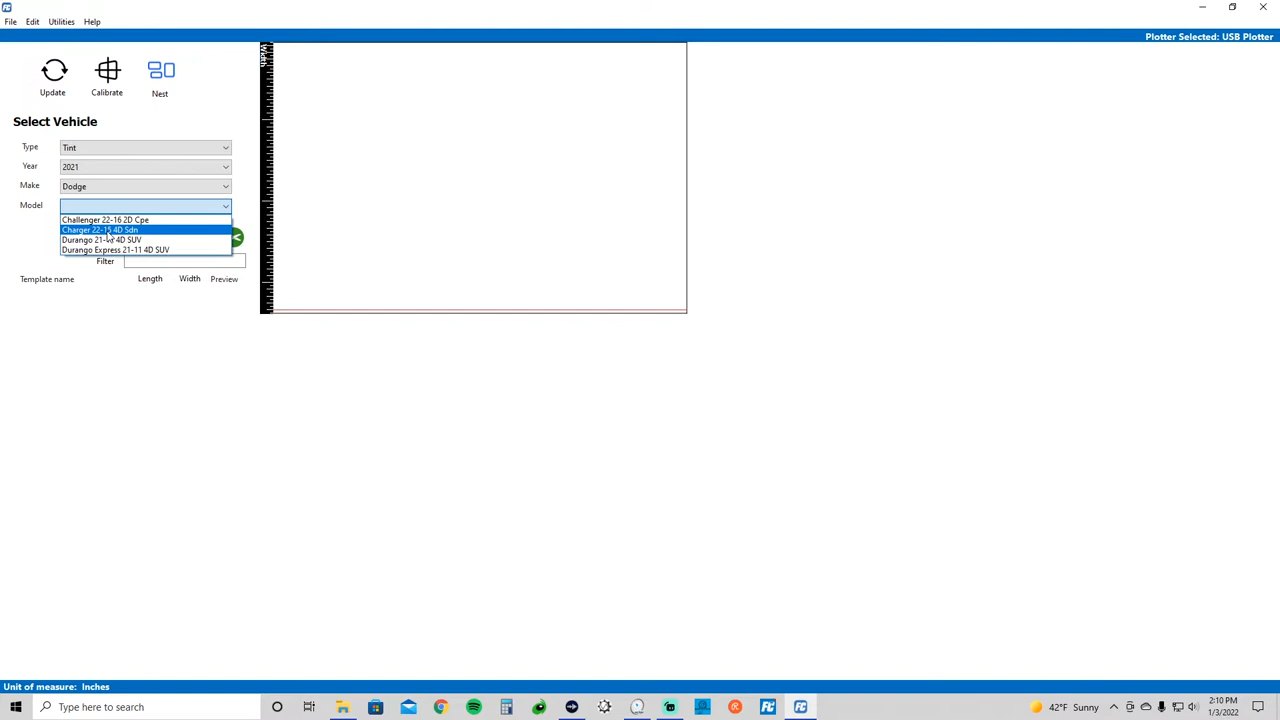 File Edit Utilities Help
Plotter Selected: USB Plotter
Update Calibrate Nest
Select Vehicle
Type Tint
Year 2021
Make Dodge
Model
Challenger 22-16 2D Cpe
Charger 22-15 4D Sdn
Durango 21- 4D SUV
Durango Express 21-11 4D SUV
Filter
Template name Length Width Preview
Width
Unit of measure: Inches
Type here to search
42°F Sunny
2:10 PM
1/3/2022